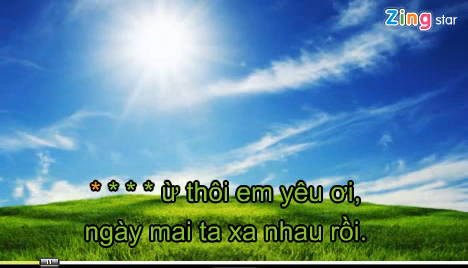 Zing star
* * * * ừ thôi em yêu ơi,
ngày mai ta xa nhau rồi.